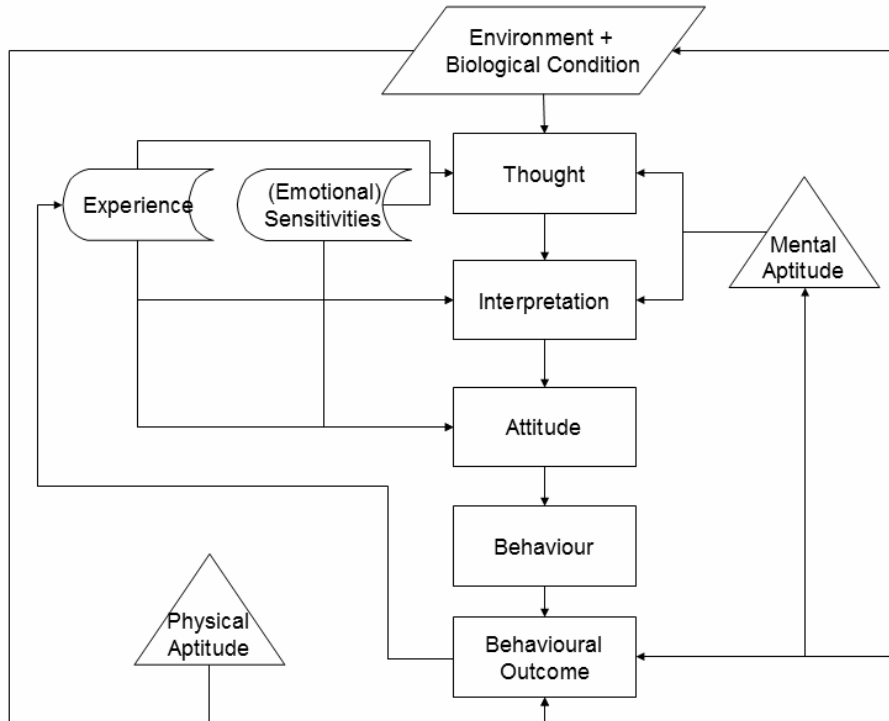 Environment +
Biological Condition
Thought
Experience
(Emotional)
Sensitivities
Mental
Aptitude
Interpretation
Attitude
Behaviour
Physical
Aptitude
Behavioural
Outcome